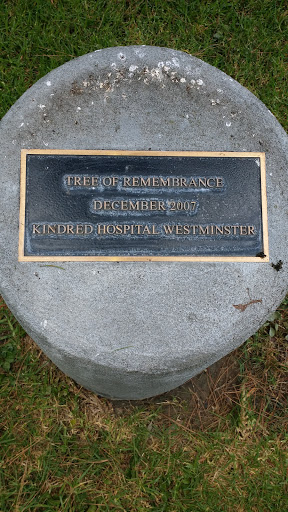 TREE OF REMEMBRANCE
DECEMBER 2007
KINDRED HOSPITAL WESTMINSTER